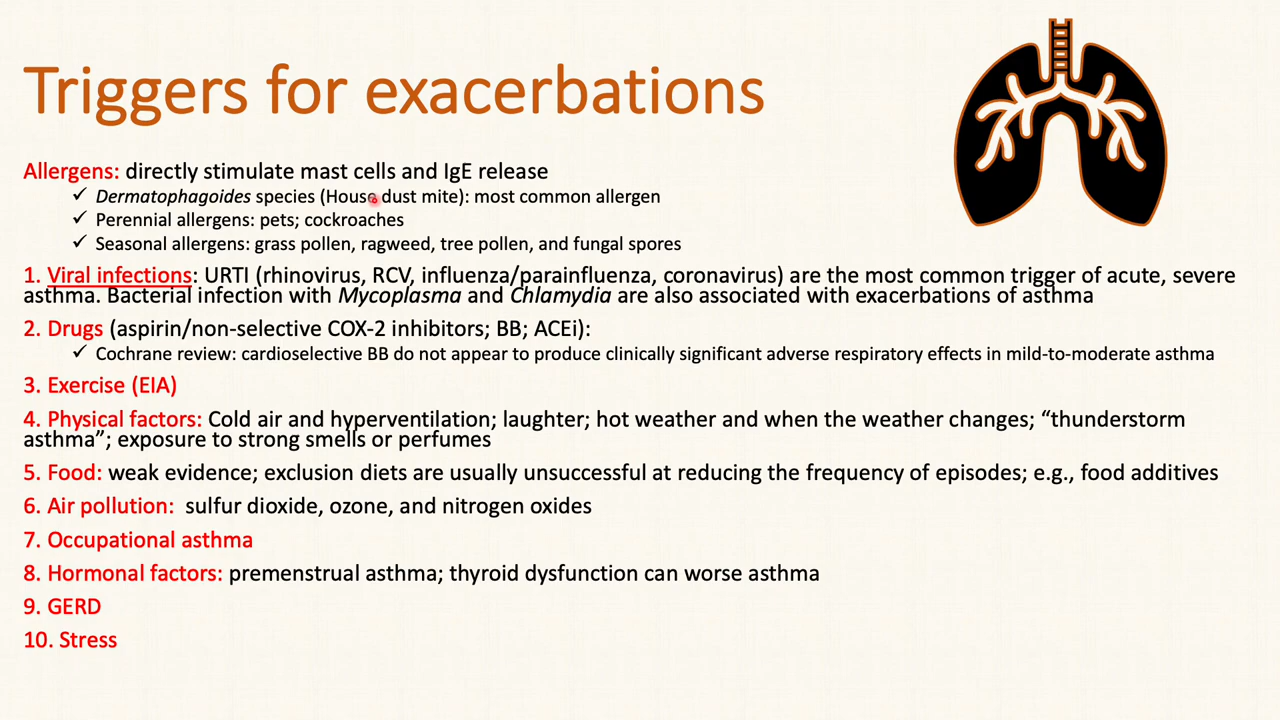 Triggers for exacerbations
Allergens: directly stimulate mast cells and IgE release
✓ Dermatophagoides species (House dust mite): most common allergen
✓ Perennial allergens: pets; cockroaches
✓ Seasonal allergens: grass pollen, ragweed, tree pollen, and fungal spores
1. Viral infections: URTI (rhinovirus, RCV, influenza/parainfluenza, coronavirus) are the most common trigger of acute, severe
asthma. Bacterial infection with Mycoplasma and Chlamydia are also associated with exacerbations of asthma
2. Drugs (aspirin/non-selective COX-2 inhibitors; BB; ACEi):
✓ Cochrane review: cardioselective BB do not appear to produce clinically significant adverse respiratory effects in mild-to-moderate asthma
3. Exercise (EIA)
4. Physical factors: Cold air and hyperventilation; laughter; hot weather and when the weather changes; “thunderstorm
asthma”; exposure to strong smells or perfumes
5. Food: weak evidence; exclusion diets are usually unsuccessful at reducing the frequency of episodes; e.g., food additives
6. Air pollution: sulfur dioxide, ozone, and nitrogen oxides
7. Occupational asthma
8. Hormonal factors: premenstrual asthma; thyroid dysfunction can worse asthma
9. GERD
10. Stress